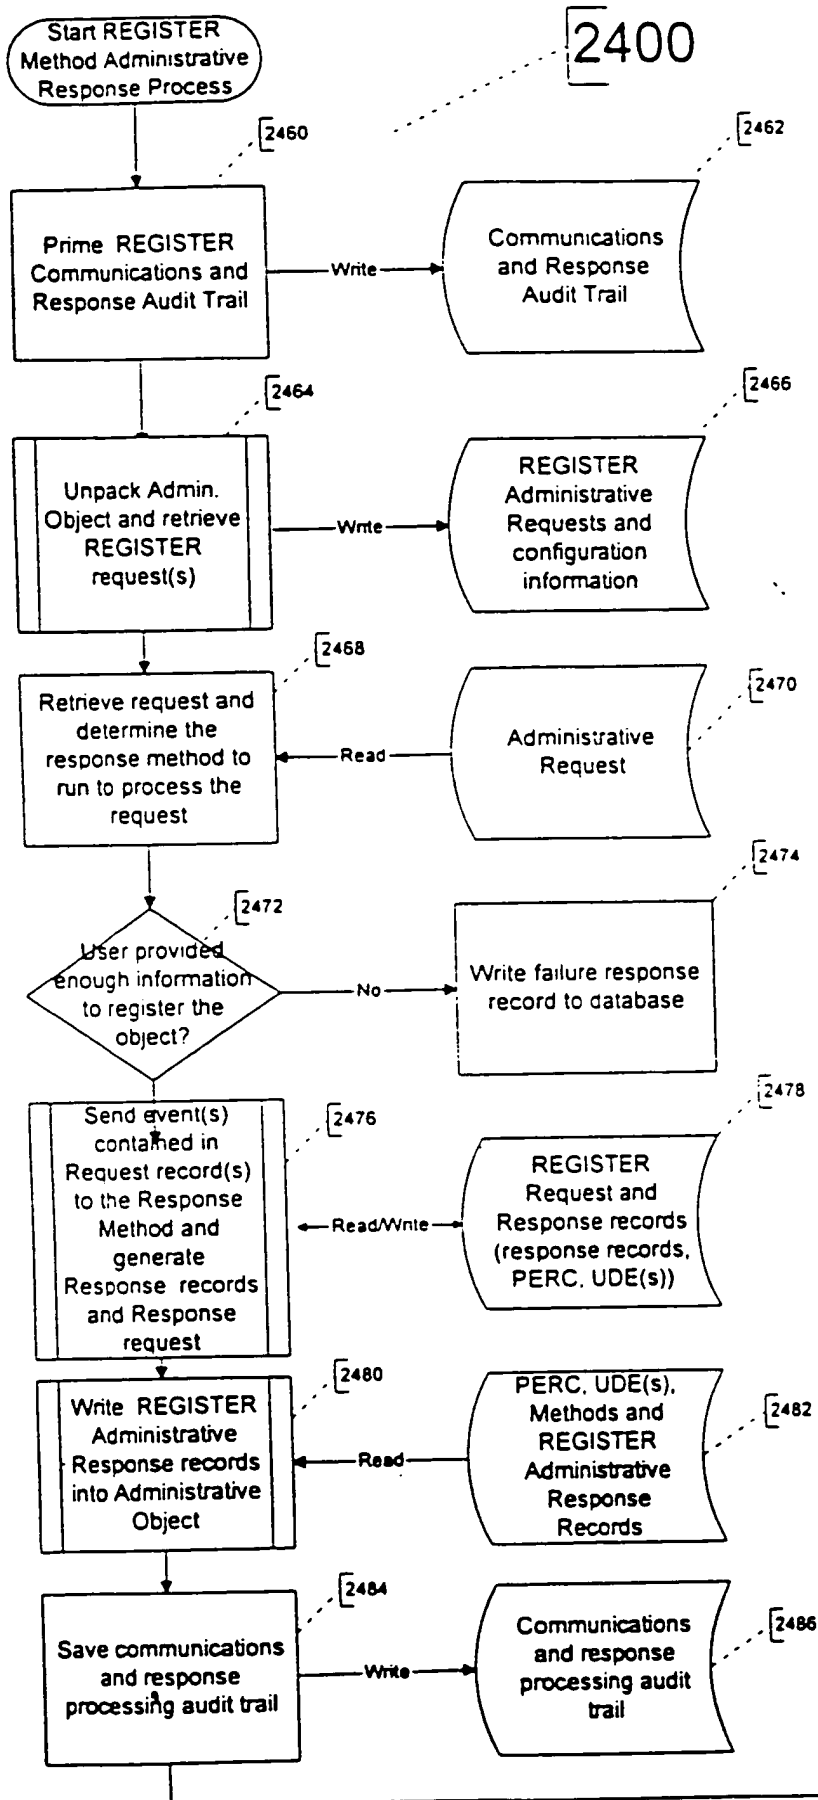 Start REGISTER
Method Administrative
Response Process
2400
2460
2462
Prime REGISTER
Communications and
Response Audit Trail
Write
Communications
and Response
Audit Trail
2464
2466
Unpack Admin.
Object and retrieve
REGISTER
request(s)
Write
REGISTER
Administrative
Requests and
configuration
information
2468
2470
Retrieve request and
determine the
response method to
run to process the
request
Read
Administrative
Request
2472
2474
User provided
enough information
to register the
object?
No
Write failure response
record to database
2476
2478
Send event(s)
contained in
Request record(s)
to the Response
Method and
generate
Response records
and Response
request
Read/Write
REGISTER
Request and
Response records
(response records,
PERC, UDE(s))
2480
2482
Write REGISTER
Administrative
Response records
into Administrative
Object
Read
PERC, UDE(s),
Methods and
REGISTER
Administrative
Response
Records
2484
2486
Save communications
and response
processing audit trail
Write
Communications
and response
processing audit
trail